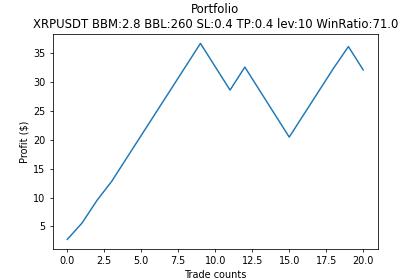 Portfolio
XRPUSDT BBM:2.8 BBL:260 SL:0.4 TP:0.4 lev:10 WinRatio:71.0
35
30
25
20
15
10
5
Profit ($)
0.0 2.5 5.0 7.5 10.0 12.5 15.0 17.5 20.0
Trade counts